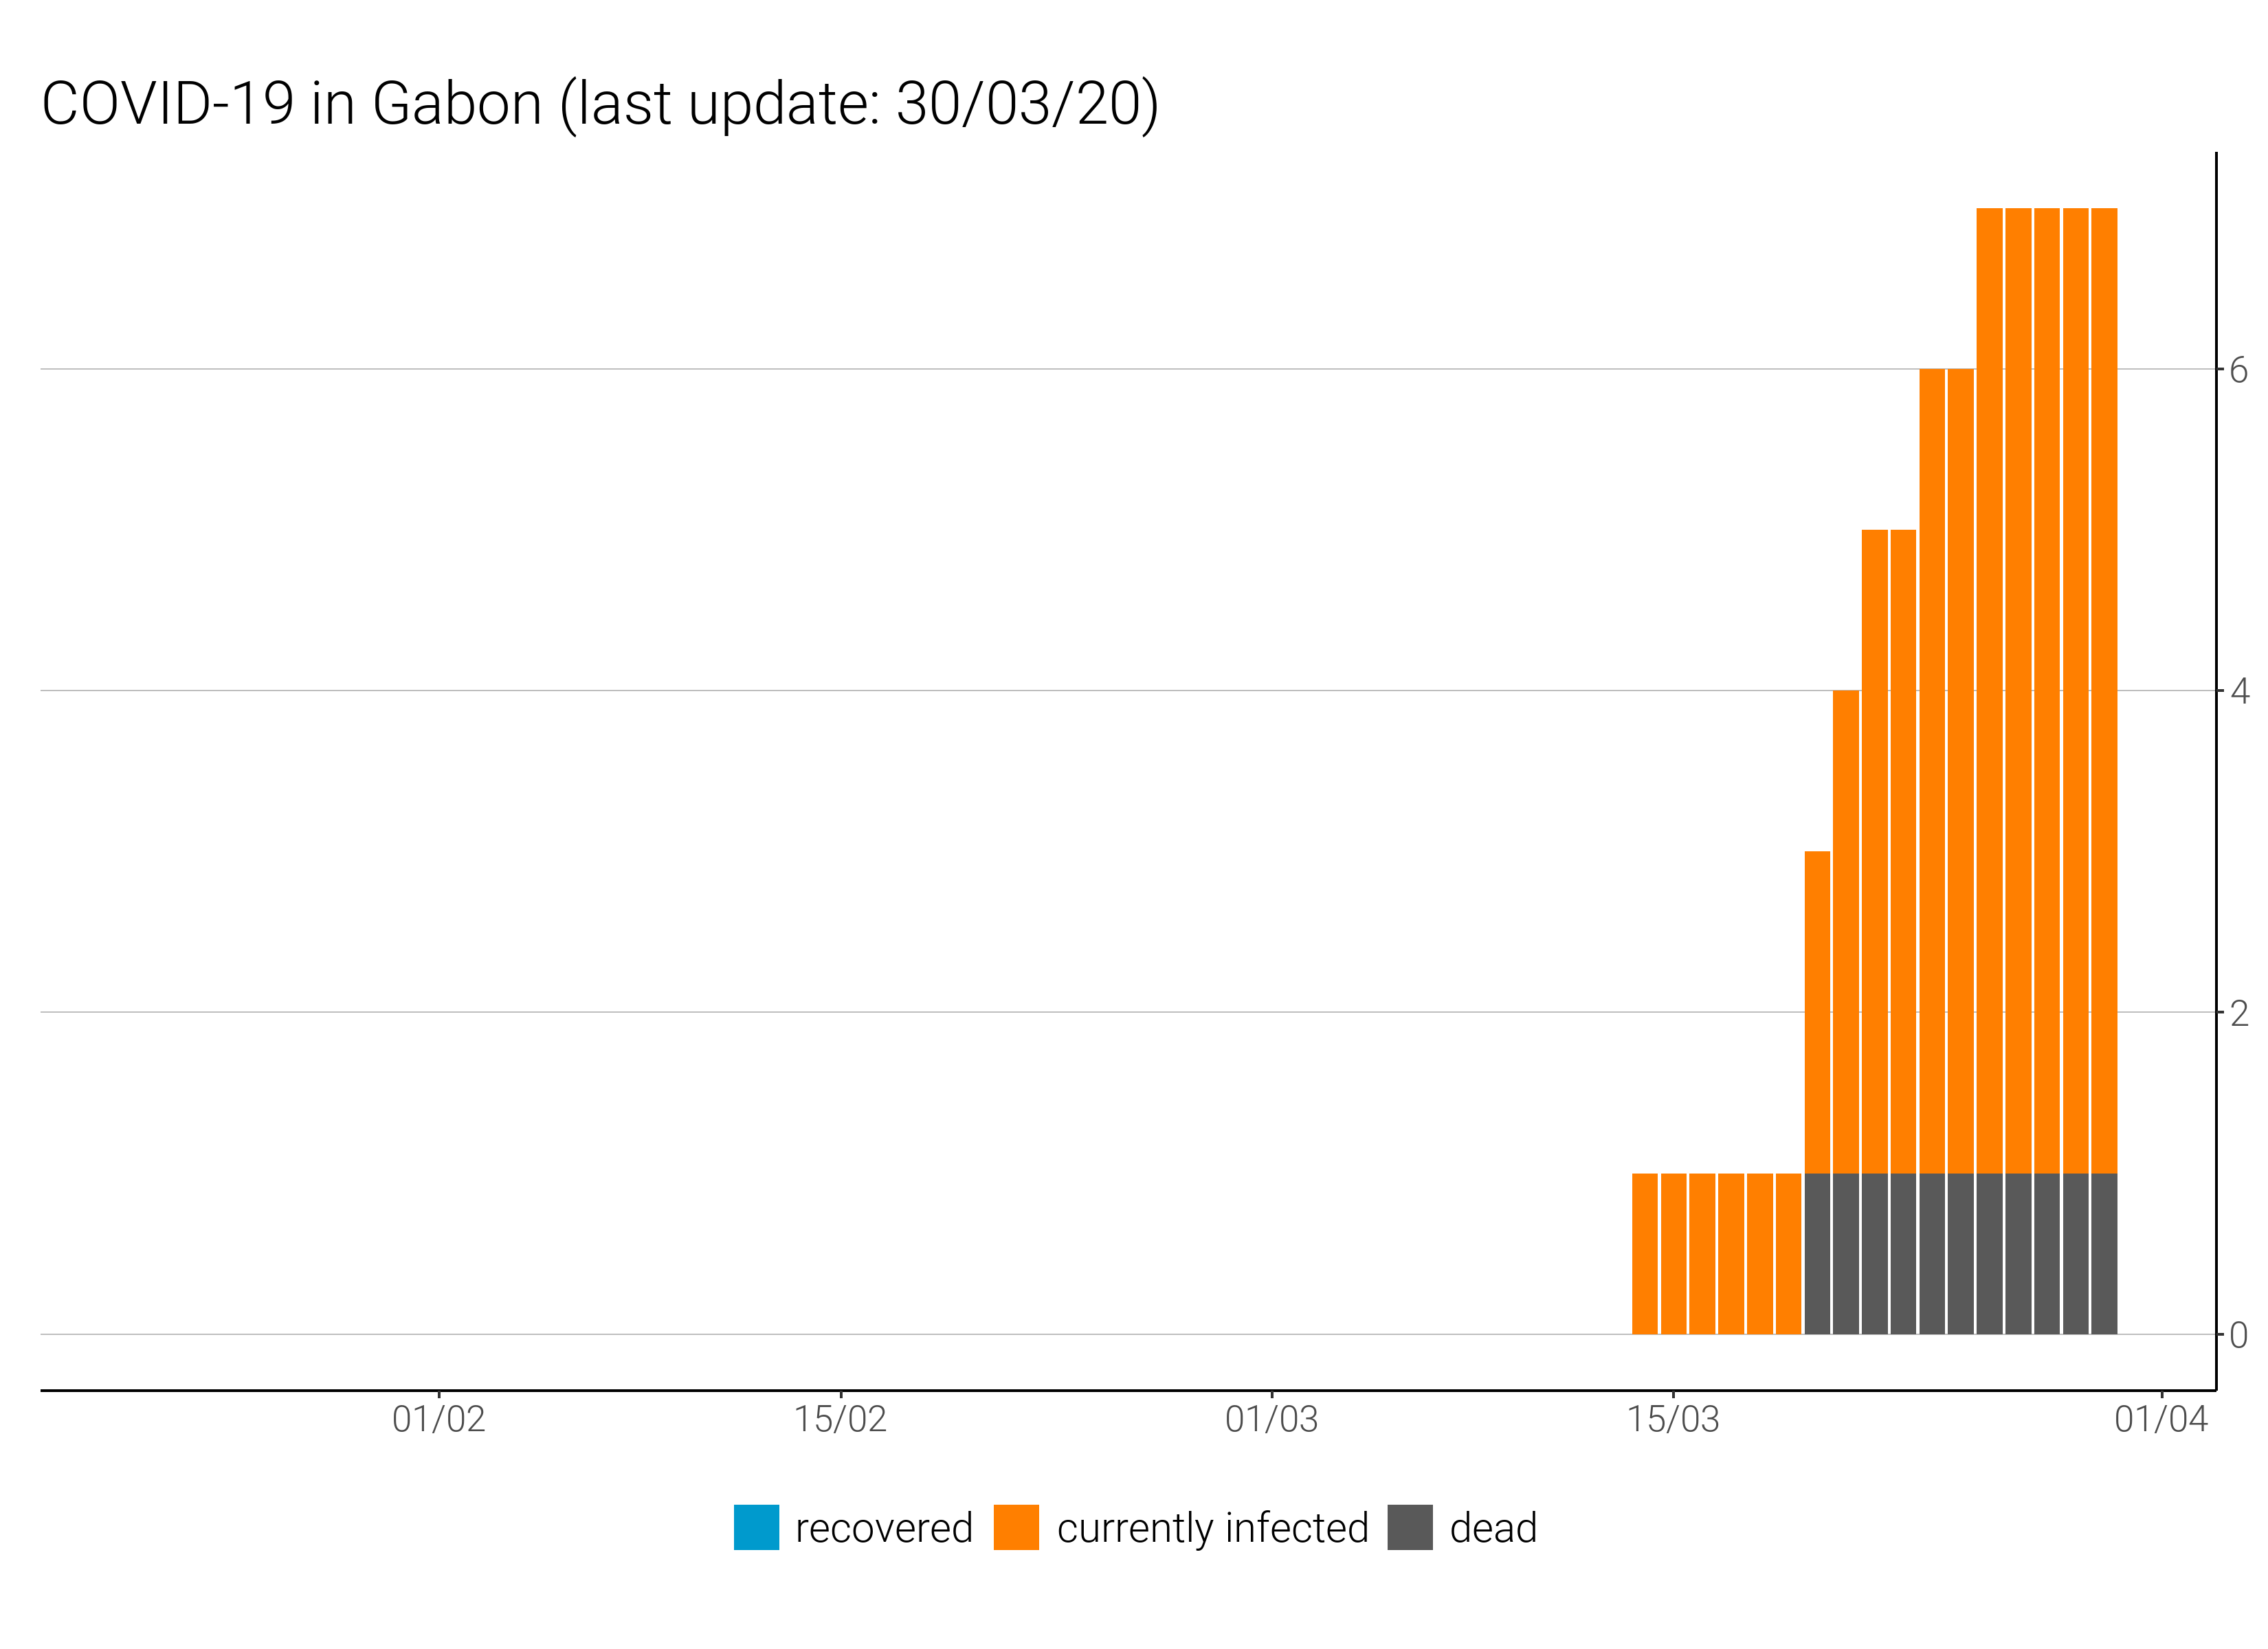 COVID-19 in Gabon (last update: 30/03/20)
6
4
2
0
01/02 15/02 01/03 15/03 01/04
recovered currently infected dead